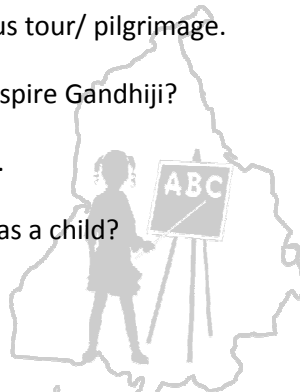 us tour/ pilgrimage.
spire Gandhiji?
.
ABC
as a child?